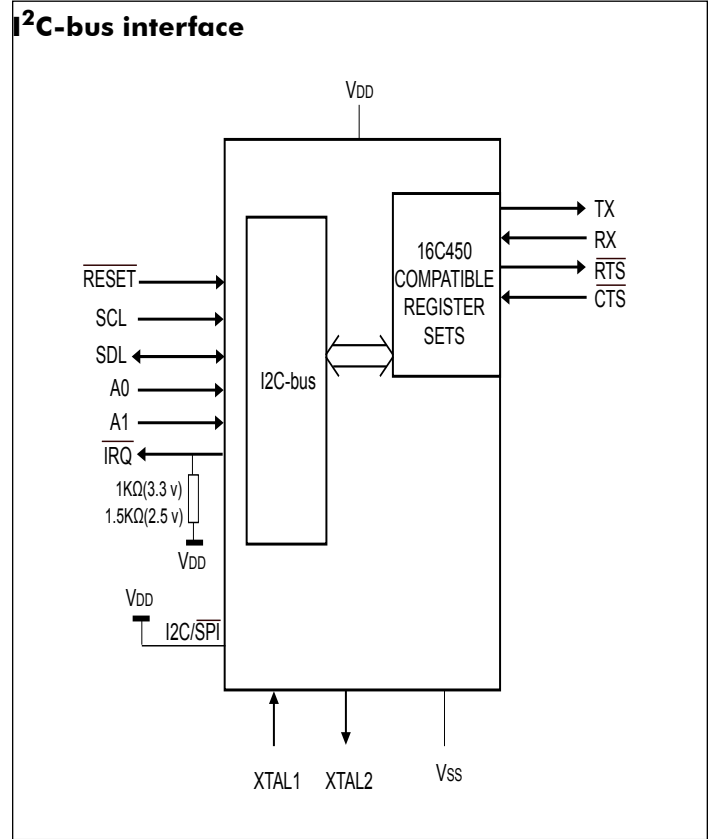 I²C-bus interface
VDD
16C450
COMPATIBLE
REGISTER
SETS
TX
RX
RTS
CTS
RESET
SCL
SDL
A0
A1
IRQ
I2C-bus
1KΩ(3.3 v)
1.5KΩ(2.5 v)
VDD
VDD
I2C/SPI
XTAL1
XTAL2
VSS